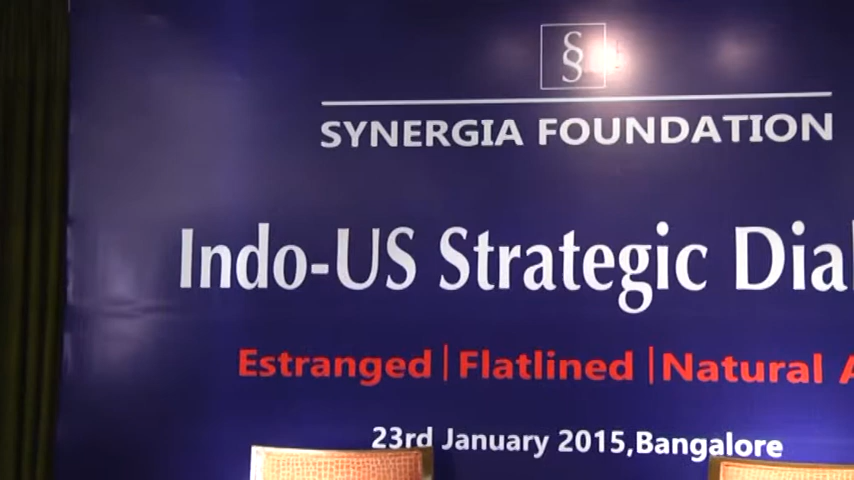 SYNERGIA FOUNDATION
Indo-US Strategic
Estranged | Flatlined | Natural
23rd January 2015, Bangalore